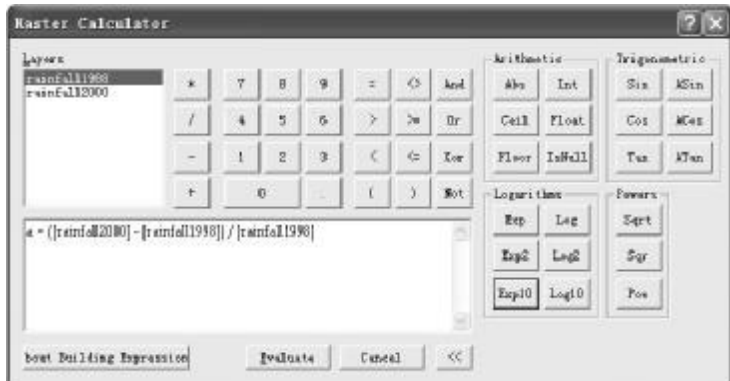 Raster Calculator
Layers
rainfall1988
rainfall2000
* 7 8 9 = <> And
/ 4 5 6 > >= Or
- 1 2 3 < <= Xor
+ 0 . ( ) Not
Arithmetic
Abs Int
Ceil Float
Floor IsNull
Trigonometric
Sin ASin
Cos ACos
Tan ATan
Logarithms
Exp Log
Exp2 Log2
Exp10 Log10
Powers
Sqrt
Sqr
Pow
a = ([rainfall2000] - [rainfall1998]) / [rainfall1998]
bout Building Expression
Evaluate
Cancel
<<